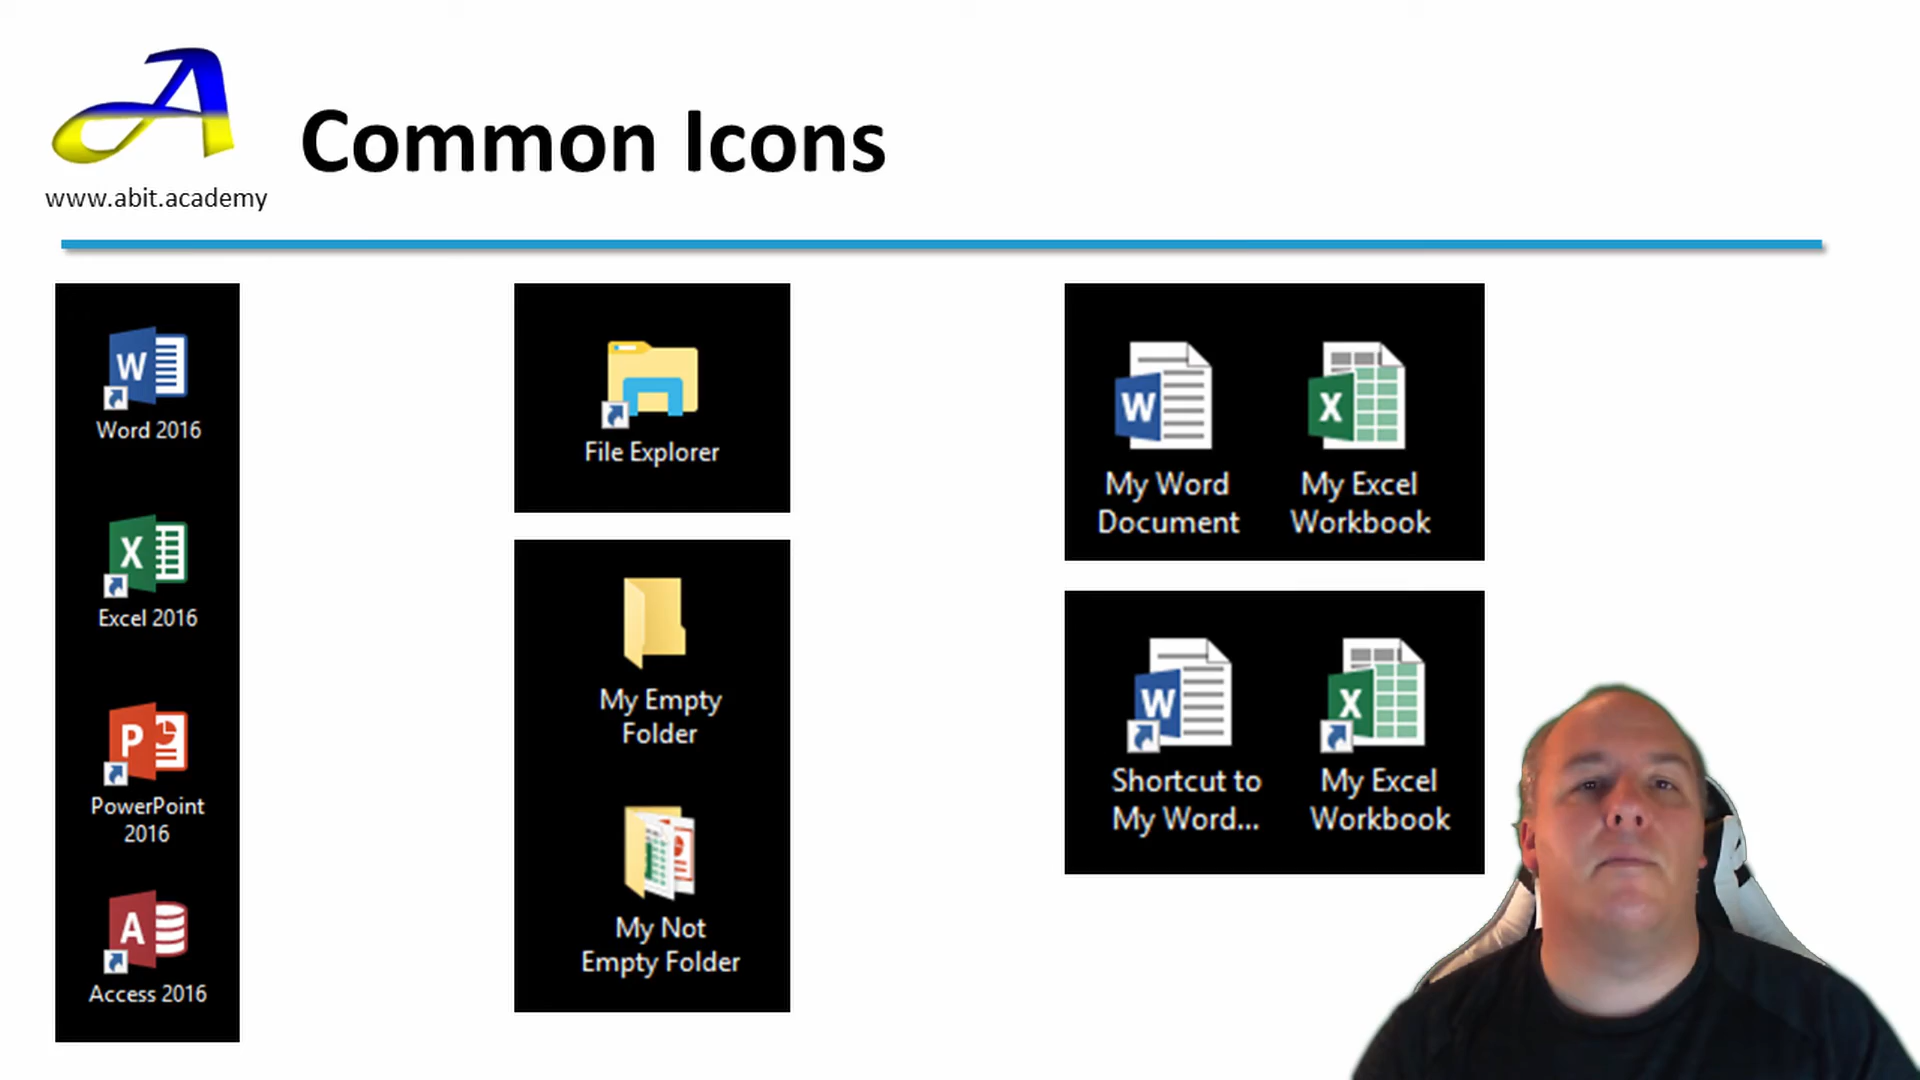 www.abit.academy
Common Icons
Word 2016
Excel 2016
PowerPoint
2016
Access 2016
File Explorer
My Empty
Folder
My Not
Empty Folder
My Word
Document
My Excel
Workbook
Shortcut to
My Word...
My Excel
Workbook